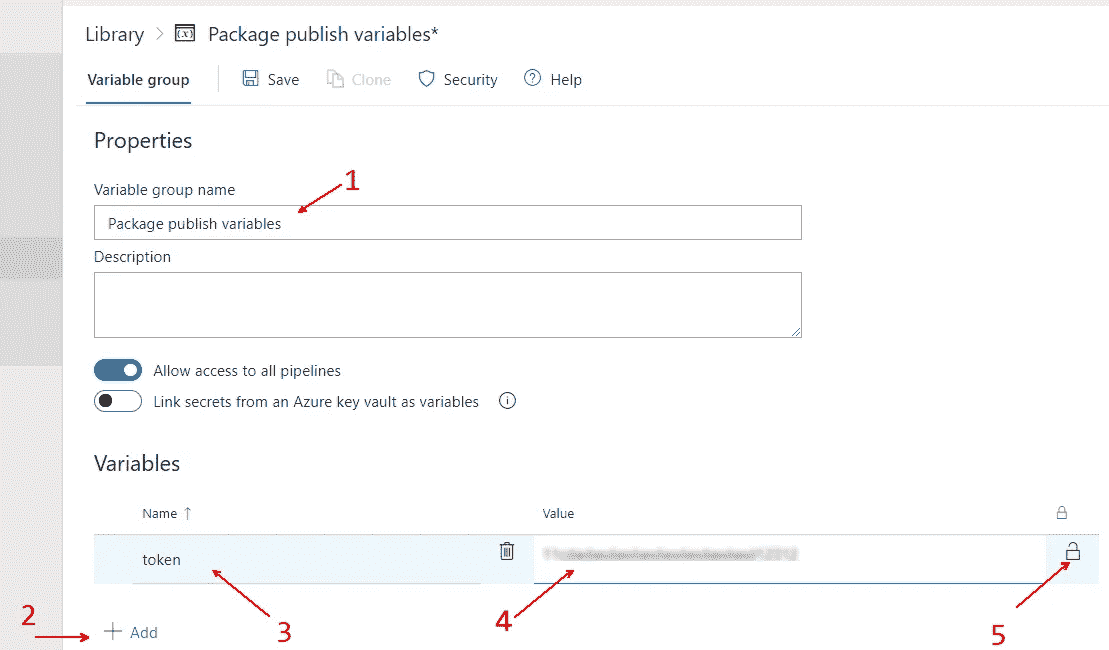 Library > Package publish variables*
Variable group Save Clone Security Help
Properties
Variable group name
1
Package publish variables
Description
Allow access to all pipelines
Link secrets from an Azure key vault as variables
Variables
Name ↑ Value
token
2 + Add 3 4 5